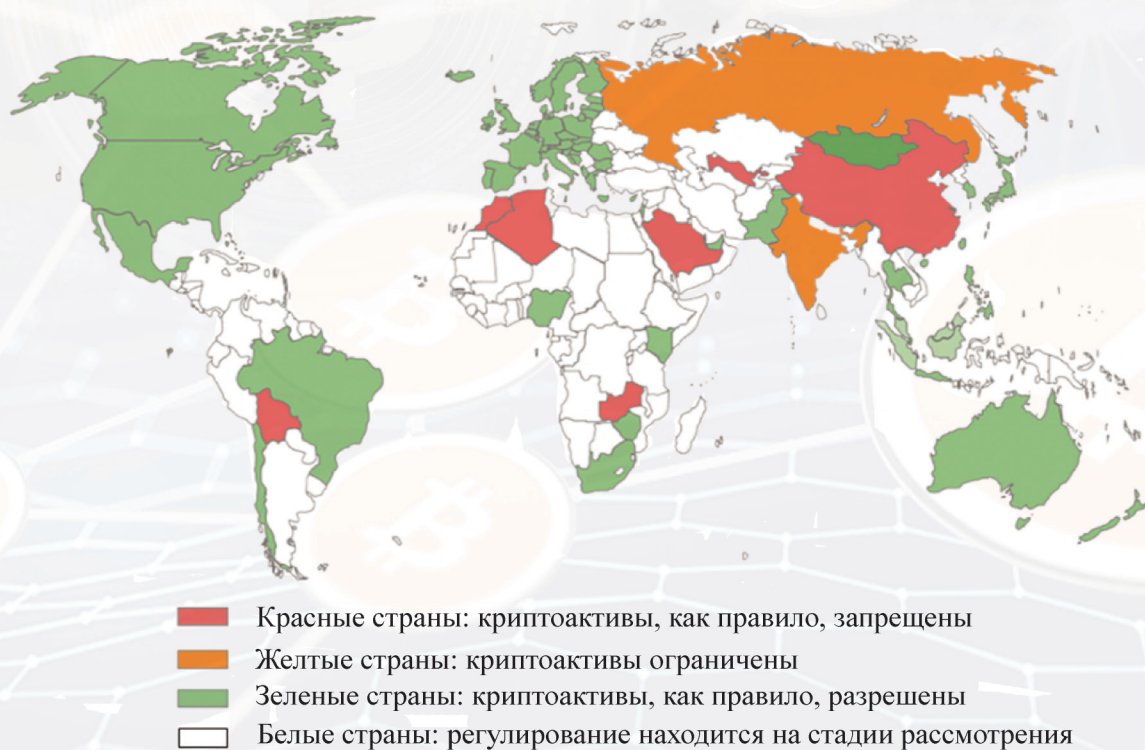 Красные страны: криптоактивы, как правило, запрещены
Желтые страны: криптоактивы ограничены
Зеленые страны: криптоактивы, как правило, разрешены
Белые страны: регулирование находится на стадии рассмотрения